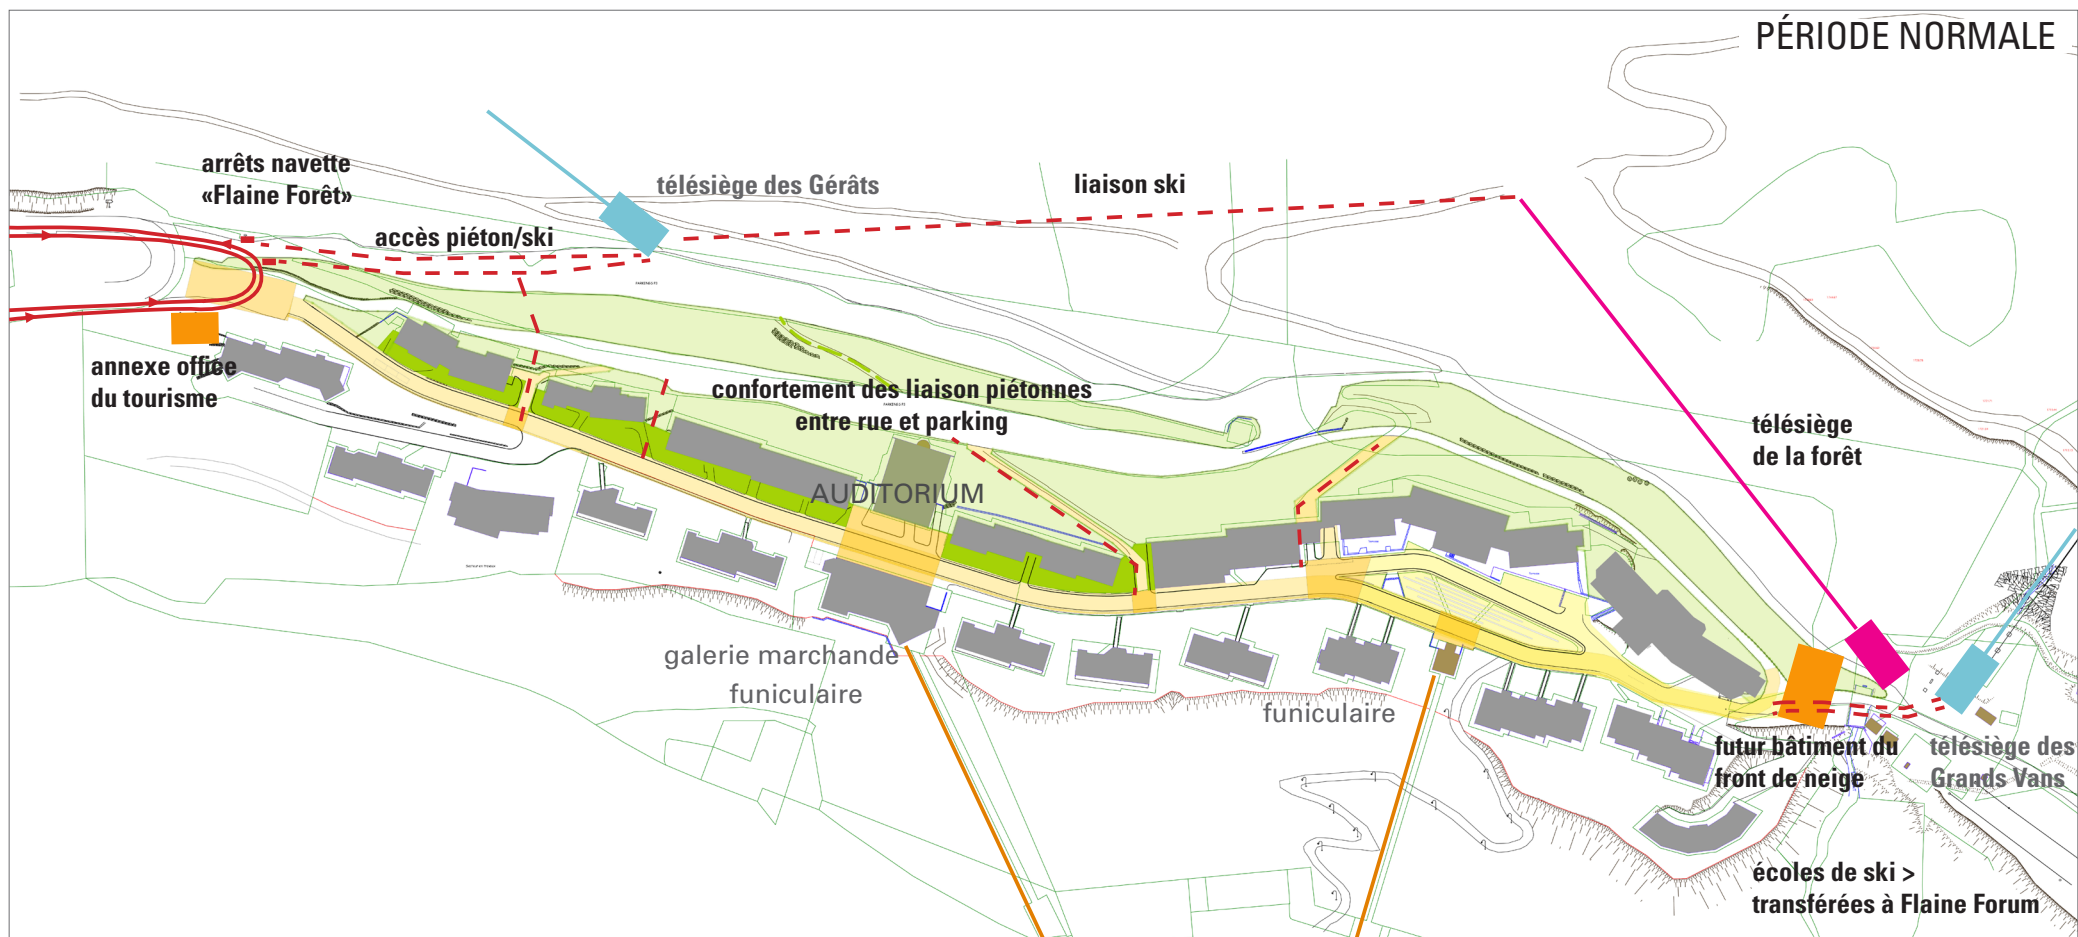 PÉRIODE NORMALE
arrêts navette
«Flaine Forêt»
télésiège des Gérâts
liaison ski
accès piéton/ski
annexe office
du tourisme
confortement des liaison piétonnes
entre rue et parking
télésiège
de la forêt
AUDITORIUM
galerie marchande
funiculaire
funiculaire
futur bâtiment du
front de neige
télésiège des
Grands Vans
écoles de ski >
transférées à Flaine Forum